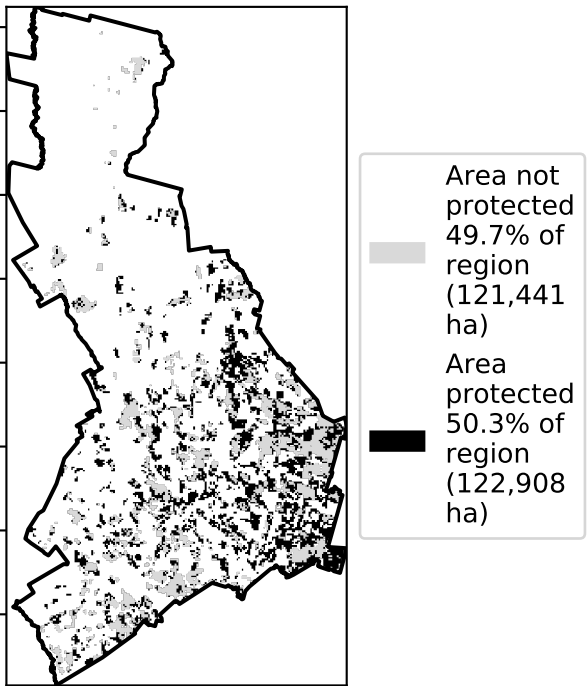 Area not
protected
49.7% of
region
(121,441
ha)
Area
protected
50.3% of
region
(122,908
ha)